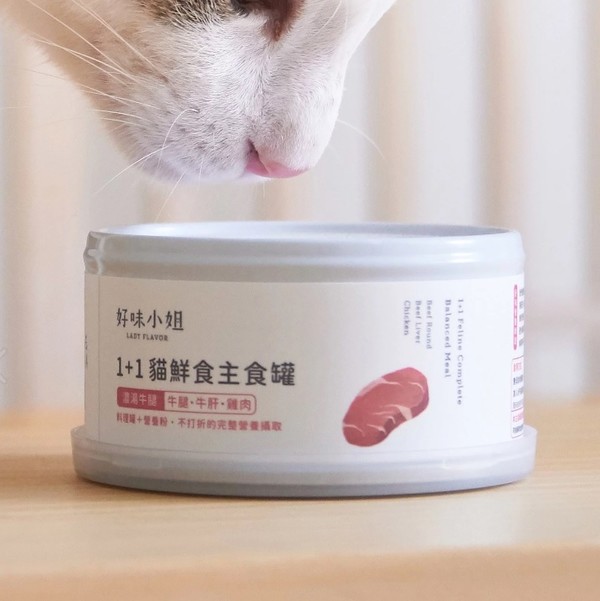 好味小姐
LADY FLAVOR
1+1 貓鮮食主食罐
濃湯牛腿 牛腿・牛肝・雞肉
料理罐+營養粉・不打折的完整營養攝取
1+1 Feline Complete
Balanced Meal
Beef Round
Beef Liver
Chicken